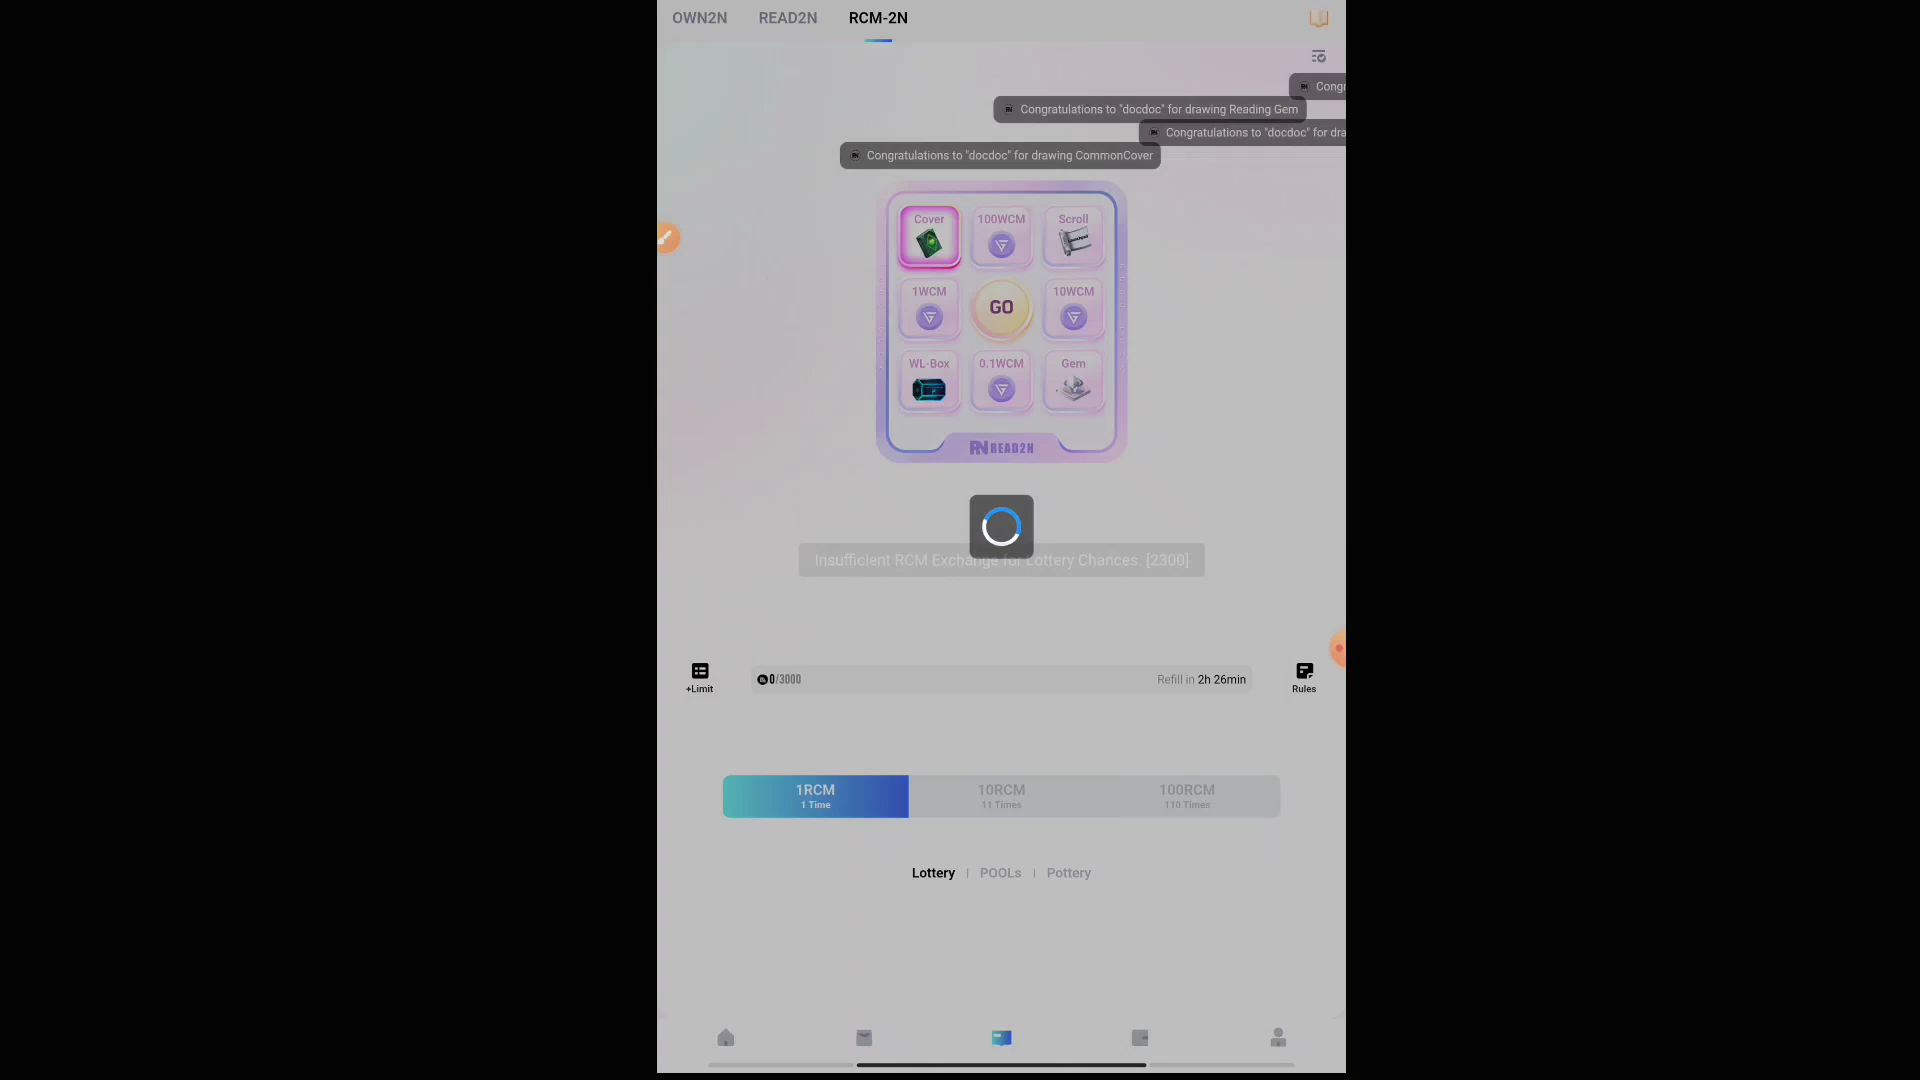 OWN2N READ2N RCM-2N
Congr
Congratulations to "docdoc" for drawing Reading Gem
Congratulations to "docdoc" for dra
Congratulations to "docdoc" for drawing CommonCover
Cover 100WCM Scroll
1WCM GO 10WCM
WL-Box 0.1WCM Gem
READ2N
Insufficient RCM Exchange for Lottery Chances. [2300]
+Limit
0/3000 Refill in 2h 26min
Rules
1RCM 10RCM 100RCM
1 Time 11 Times 110 Times
Lottery | POOLs | Pottery